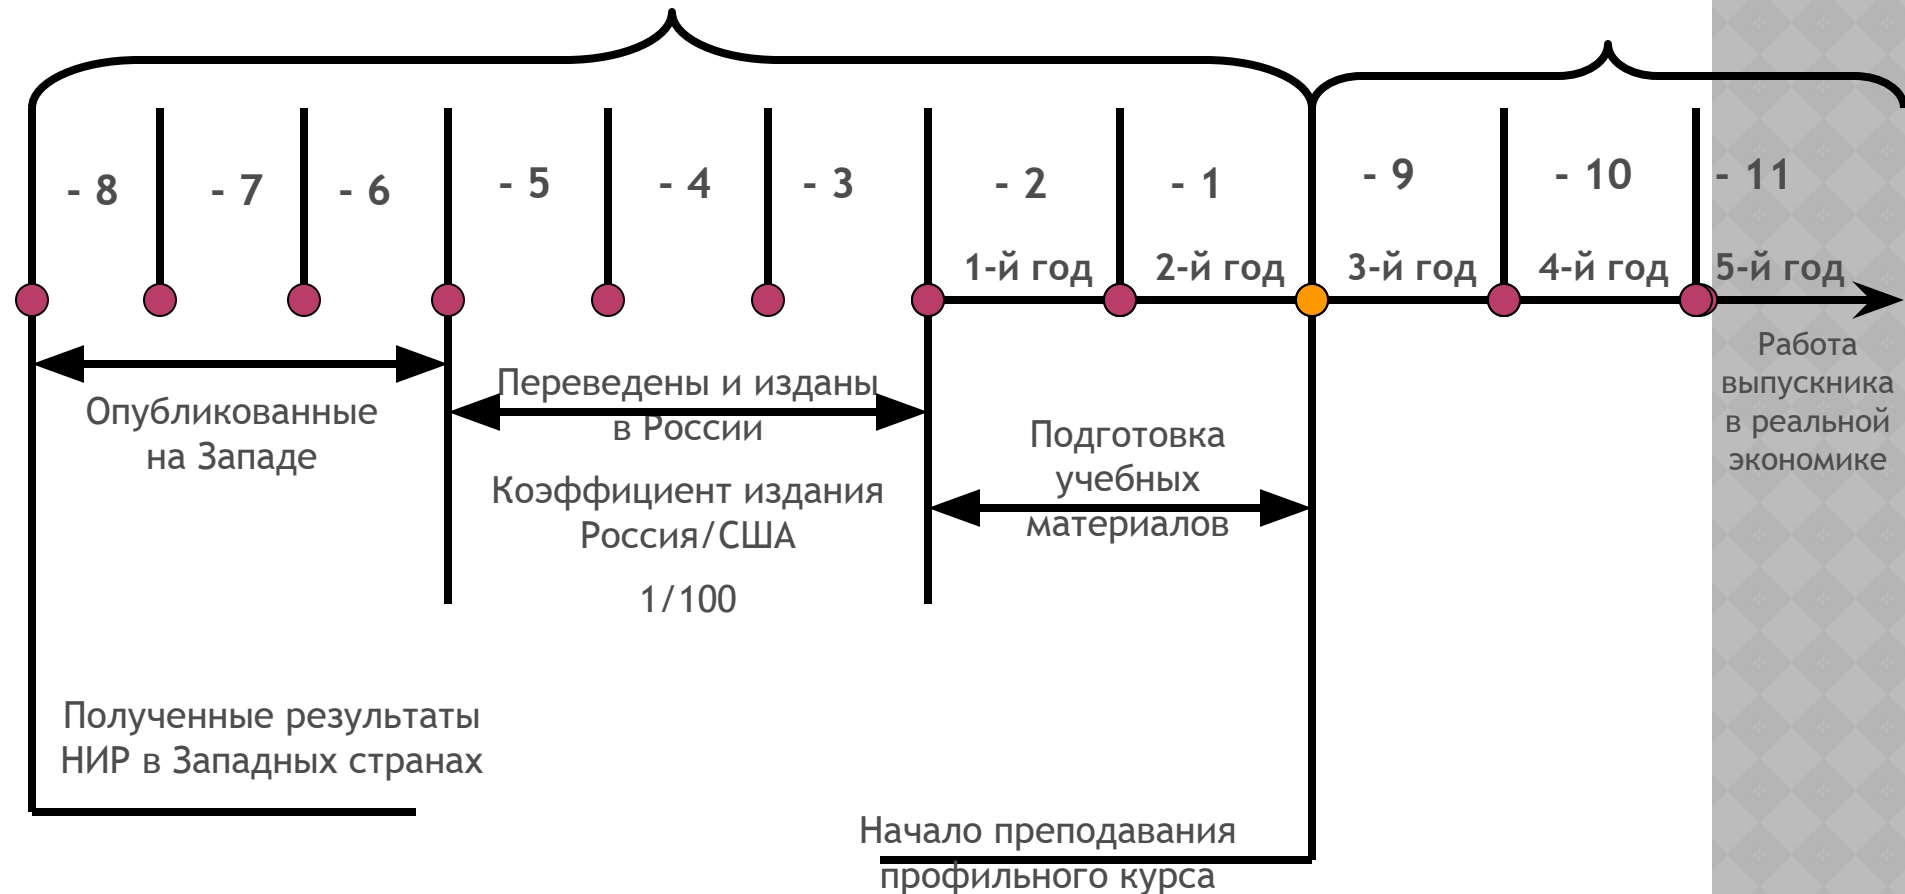 - 8
- 7
- 6
- 5
- 4
- 3
- 2
- 1
- 9
- 10
- 11
1-й год
2-й год
3-й год
4-й год
5-й год
Опубликованные
на Западе
Переведены и изданы
в России
Коэффициент издания
Россия/США
1/100
Подготовка
учебных
материалов
Работа
выпускника
в реальной
экономике
Полученные результаты
НИР в Западных странах
Начало преподавания
профильного курса